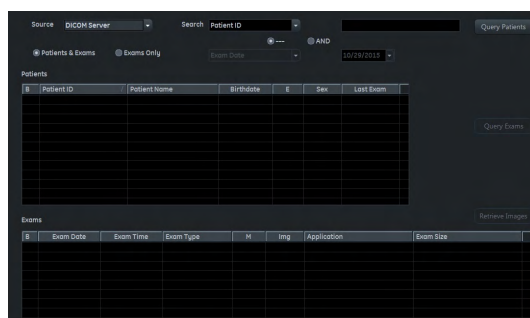 Source DICOM Server Search Patient ID Query Patients
--- AND
Patients & Exams Exams Only Exam Date 10/29/2013
Patients
B Patient ID / Patient Name Birthdate E Sex Last Exam
Query Exams
Retrieve Images
Exams
B Exam Date Exam Time Exam Type M Img Application Exam Size